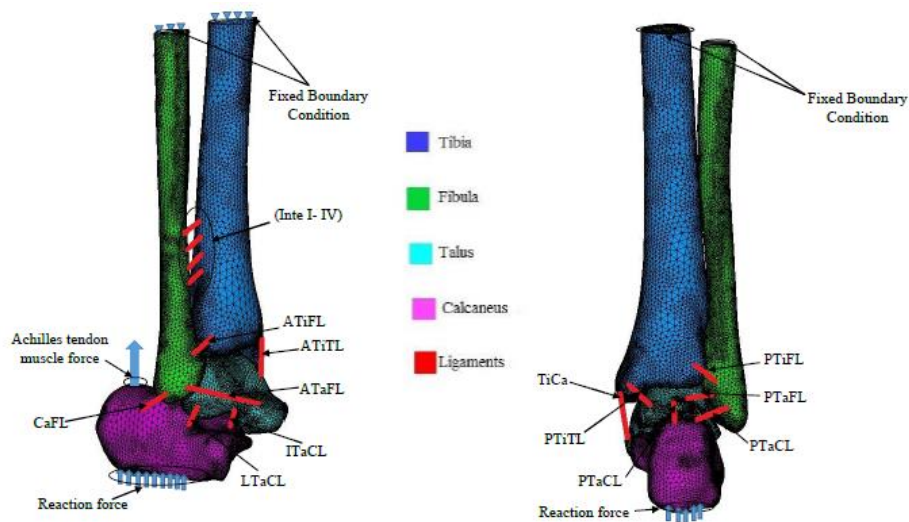 Fixed Boundary
Condition
(Inte I- IV)
ATiFL
ATiTL
Achilles tendon
muscle force
ATaFL
CaFL
ITaCL
LTaCL
Reaction force
Tibia
Fibula
Talus
Calcaneus
Ligaments
Fixed Boundary
Condition
PTiFL
TiCa
PTaFL
PTiTL
PTaCL
PTaCL
Reaction force